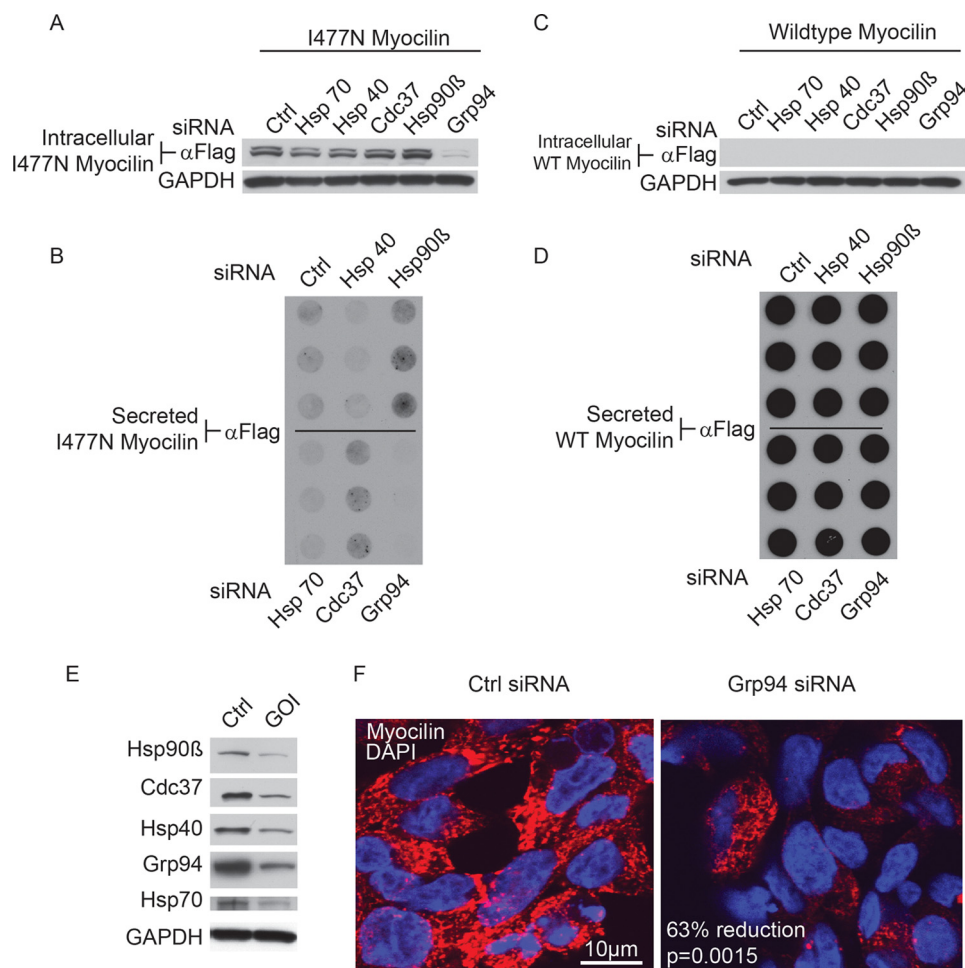 A
I477N Myocilin
siRNA
Ctrl
Hsp 70
Hsp 40
Cdc37
Hsp90ß
Grp94
Intracellular
I477N Myocilin
αFlag
GAPDH
C
Wildtype Myocilin
siRNA
Ctrl
Hsp 70
Hsp 40
Cdc37
Hsp90ß
Grp94
Intracellular
WT Myocilin
αFlag
GAPDH
B
siRNA
Ctrl
Hsp 40
Hsp90ß
Secreted
I477N Myocilin
αFlag
siRNA
Hsp 70
Cdc37
Grp94
D
siRNA
Ctrl
Hsp 40
Hsp90ß
Secreted
WT Myocilin
αFlag
siRNA
Hsp 70
Cdc37
Grp94
E
Ctrl
GOI
Hsp90ß
Cdc37
Hsp40
Grp94
Hsp70
GAPDH
F
Ctrl siRNA
Grp94 siRNA
Myocilin
DAPI
10µm
63% reduction
p=0.0015